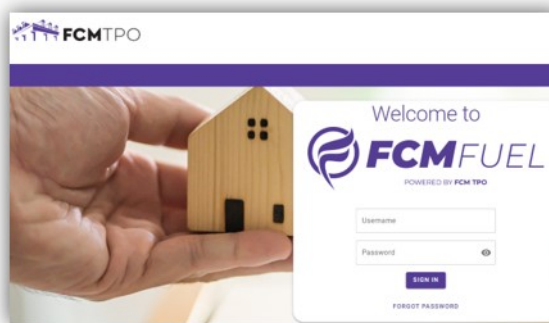 FCMTPO
Welcome to
FCMFUEL
POWERED BY FCM TPO
Username
Password
SIGN IN
FORGOT PASSWORD